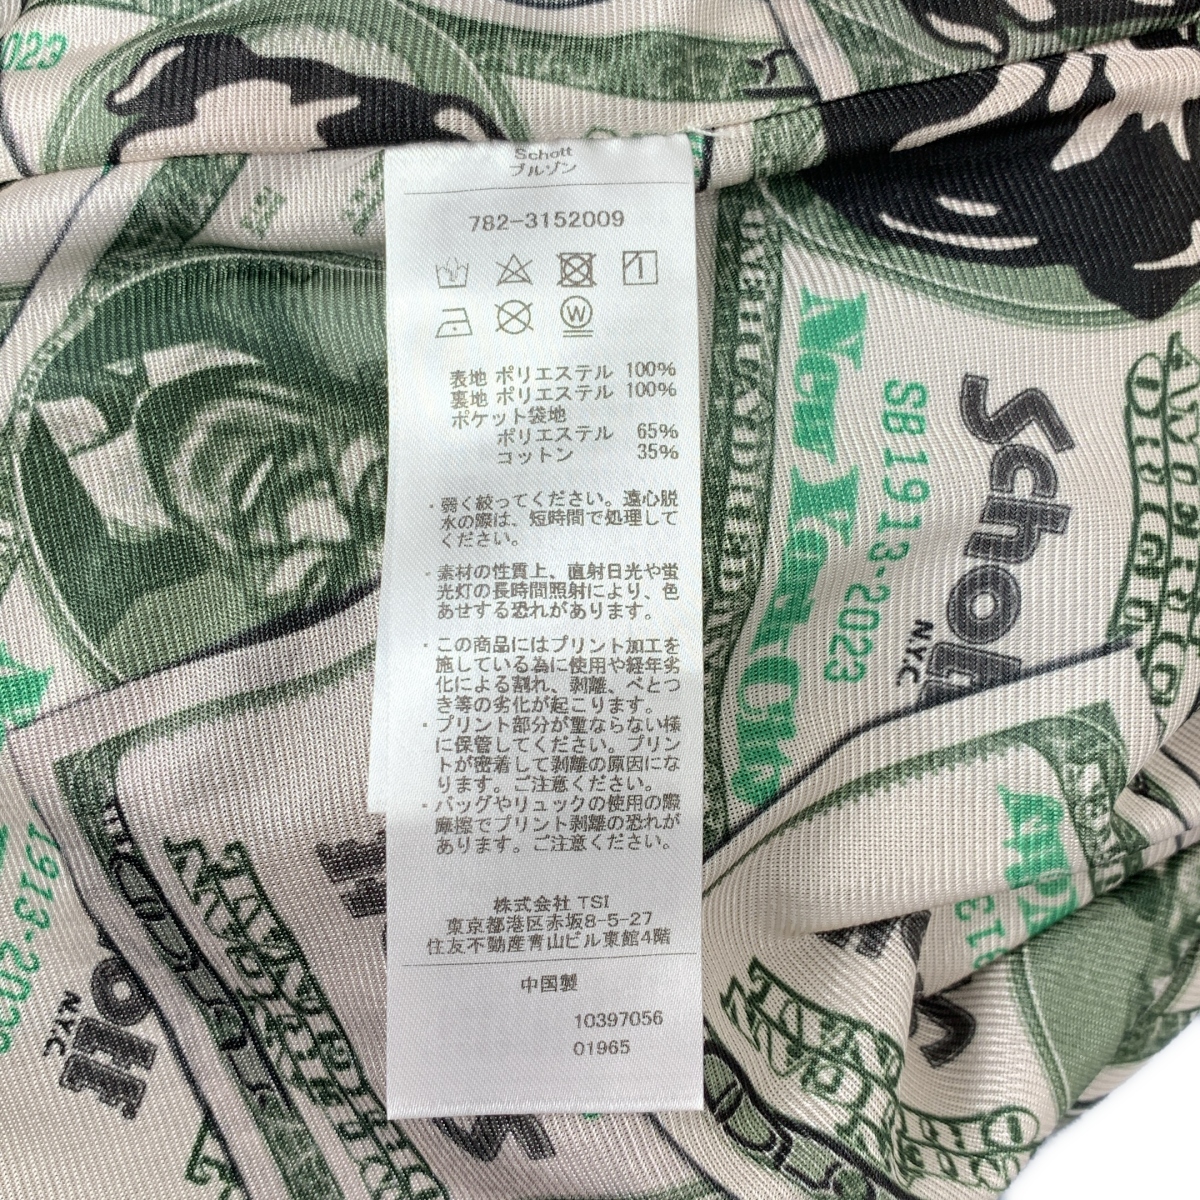 Schott
ブルゾン
782-3152009
W
表地 ポリエステル 100%
裏地 ポリエステル 100%
ポケット袋地
ポリエステル 65%
コットン 35%
・弱く絞ってください。遠心脱
水の際は、短時間で処理して
ください。
・素材の性質上、直射日光や蛍
光灯の長時間照射により、色
あせする恐れがあります。
・この商品にはプリント加工を
施している為に使用や経年劣
化による割れ、剥離、べとつ
き等の劣化が起こります。
・プリント部分が重ならない様
に保管してください。プリン
トが密着して剥離の原因にな
ります。ご注意ください。
・バッグやリュックの使用の際
摩擦でプリント剥離の恐れが
あります。ご注意ください。
株式会社 TSI
東京都港区赤坂8-5-27
住友不動産青山ビル東館4階
中国製
10397056
01965
New York City
SB 1913-2023
Schott
N.Y.C
1913-2023
N.Y.C